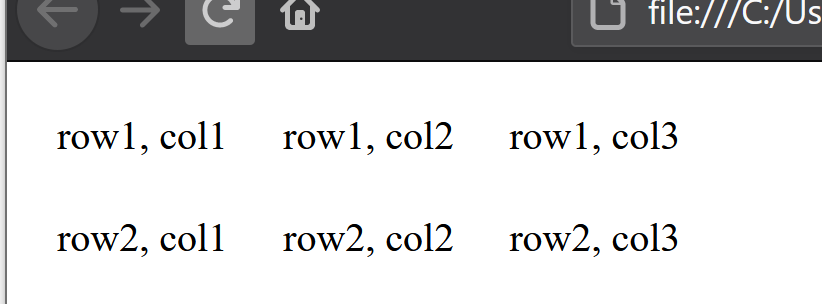 file:///C:/Us
row1, col1 row1, col2 row1, col3
row2, col1 row2, col2 row2, col3